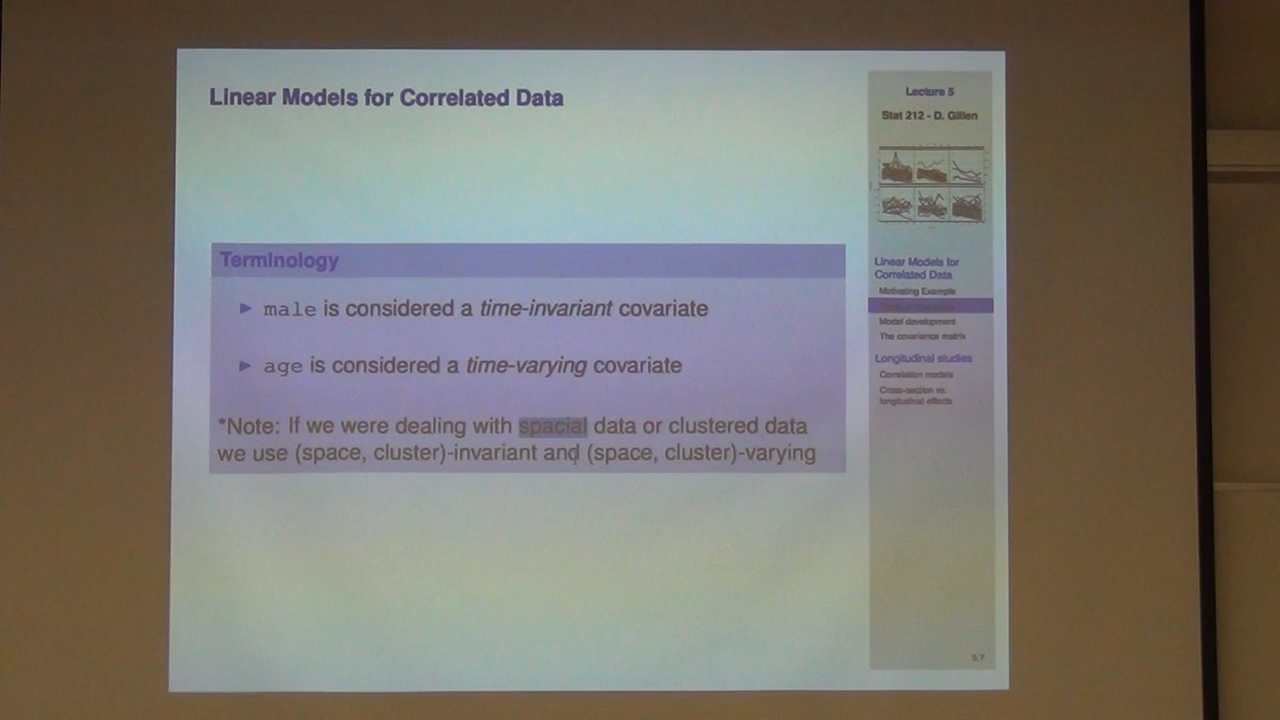 Linear Models for Correlated Data
Terminology
male is considered a time-invariant covariate
age is considered a time-varying covariate
*Note: If we were dealing with spacial data or clustered data
we use (space, cluster)-invariant and (space, cluster)-varying
Lecture 5
Stat 212 - D. Gillen
Linear Models for
Correlated Data
Motivating Example
Model development
The covariance matrix
Longitudinal studies
Correlation models
Cross-section vs.
longitudinal effects
5.7